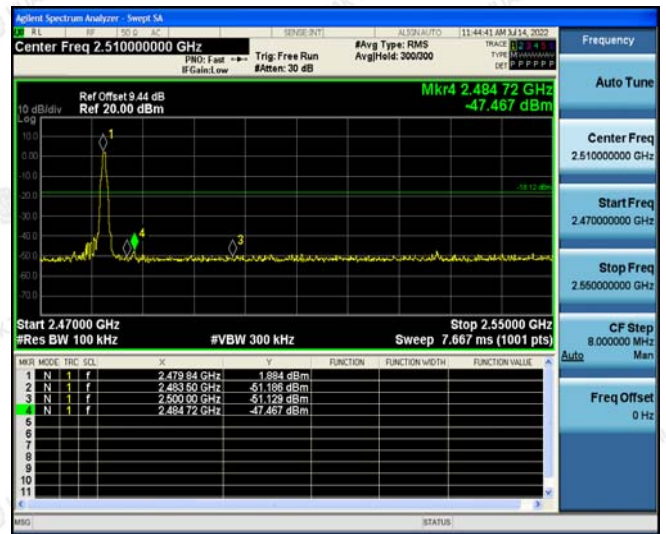 Agilent Spectrum Analyzer - Swept SA
RL RF 50 Ω AC SENSE:INT ALIGNAUTO 11:44:41 AM Jul 14, 2022
Center Freq 2.510000000 GHz
PNO: Fast
IFGain:Low
Trig: Free Run
#Atten: 30 dB
#Avg Type: RMS
Avg|Hold: 300/300
TRACE 1 2 3 4 5 6
TYPE
DET P P P P P P
Mkr4 2.484 72 GHz
-47.467 dBm
Ref Offset 9.44 dB
Ref 20.00 dBm
10 dB/div
Log
10.0
0.00
-10.0
-20.0
-30.0
-40.0
-50.0
-60.0
-70.0
1
4
3
-18.12 dBm
Start 2.47000 GHz
Stop 2.55000 GHz
#Res BW 100 kHz
#VBW 300 kHz
Sweep 7.667 ms (1001 pts)
MKR MODE TRC SCL X Y FUNCTION FUNCTION WIDTH FUNCTION VALUE
1 N 1 f 2.479 84 GHz 1.884 dBm
2 N 1 f 2.483 50 GHz -51.186 dBm
3 N 1 f 2.500 00 GHz -51.129 dBm
4 N 1 f 2.484 72 GHz -47.467 dBm
5
6
7
8
9
10
11
MSG
STATUS
Frequency
Auto Tune
Center Freq
2.510000000 GHz
Start Freq
2.470000000 GHz
Stop Freq
2.550000000 GHz
CF Step
8.000000 MHz
Auto Man
Freq Offset
0 Hz